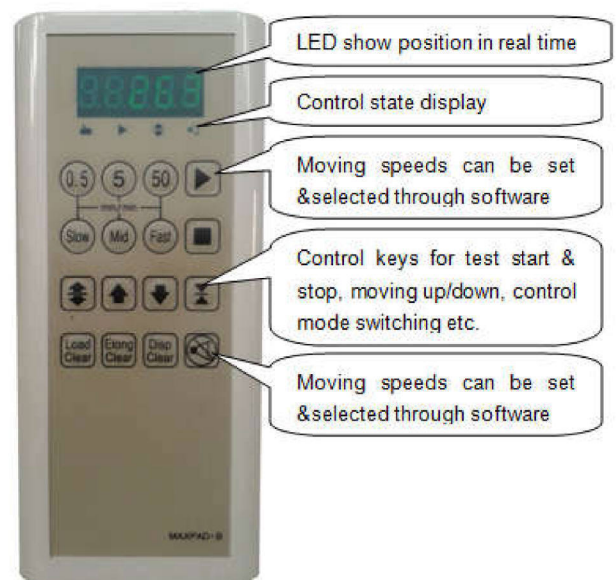 LED show position in real time
Control state display
0.5 5 50
mm/min
Slow Mid Fast
Moving speeds can be set
&selected through software
Control keys for test start &
stop, moving up/down, control
mode switching etc.
Load Clear Elong Clear Disp Clear
Moving speeds can be set
&selected through software
MAXPAD-B